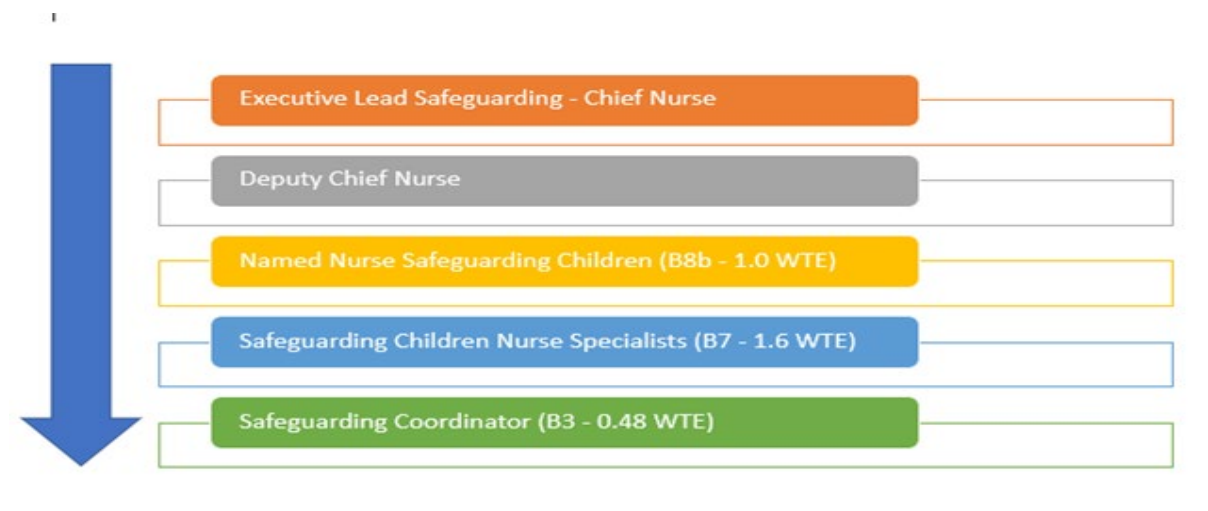 Executive Lead Safeguarding - Chief Nurse
Deputy Chief Nurse
Named Nurse Safeguarding Children (B8b - 1.0 WTE)
Safeguarding Children Nurse Specialists (B7 - 1.6 WTE)
Safeguarding Coordinator (B3 - 0.48 WTE)